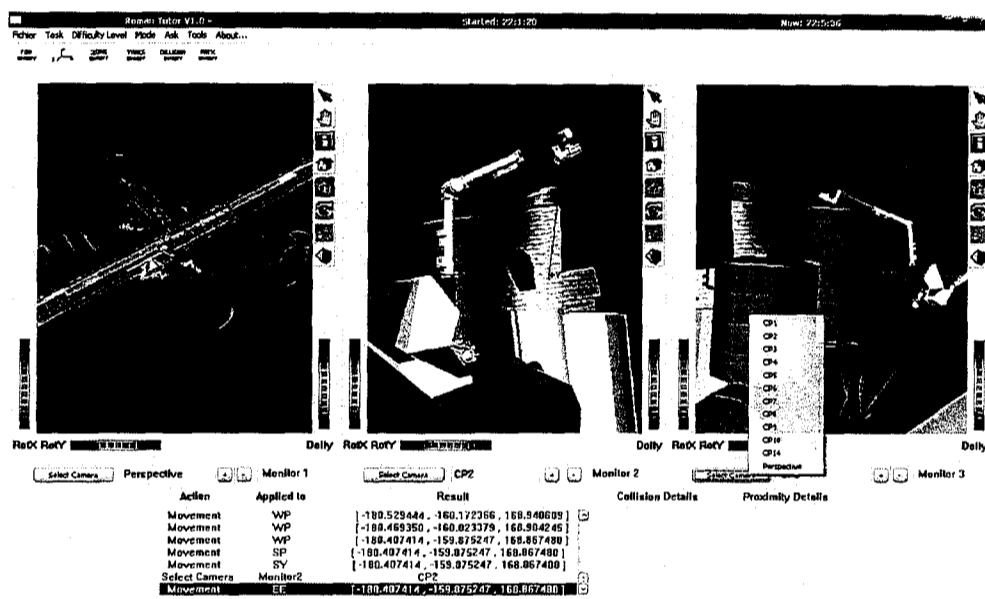 Roman Tutor V1.0 -
Started: 22:1:20
Now: 22:5:36
Fichier Task Difficulty Level Mode Ask Tools About...
RotX RotY Dolly RotX RotY Dolly RotX RotY Dolly
Select Camera Perspective + - Monitor 1 Select Camera CP2 + - Monitor 2 Select Camera + - Monitor 3
CP1
CP2
CP3
CP4
CP5
CP6
CP7
CP8
CP9
CP10
CP14
Perspective
Action Applied to Result Collision Details Proximity Details
Movement WP [-180.529444, -160.172366, 168.940609]
Movement WP [-180.469350, -160.023379, 168.904245]
Movement WP [-180.407414, -159.875247, 168.867480]
Movement SP [-180.407414, -159.875247, 168.867480]
Movement SY [-180.407414, -159.875247, 168.867480]
Select Camera Monitor2 CP2
Movement EE [-180.407414, -159.875247, 168.867480]